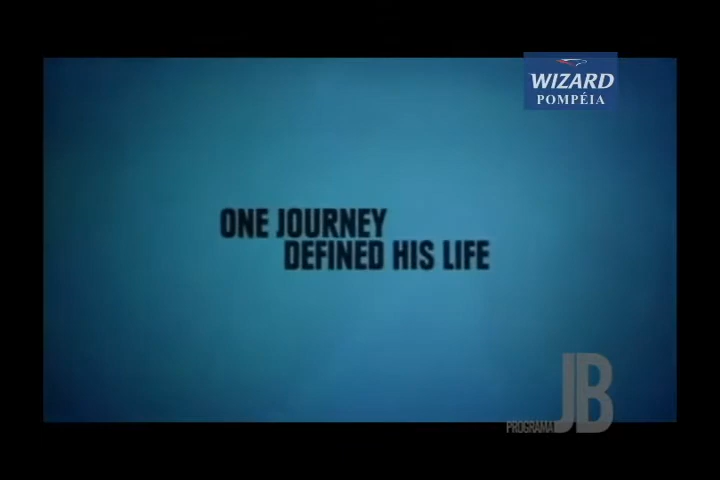 WIZARD
POMPÉIA
ONE JOURNEY
DEFINED HIS LIFE
JB
PROGRAMA